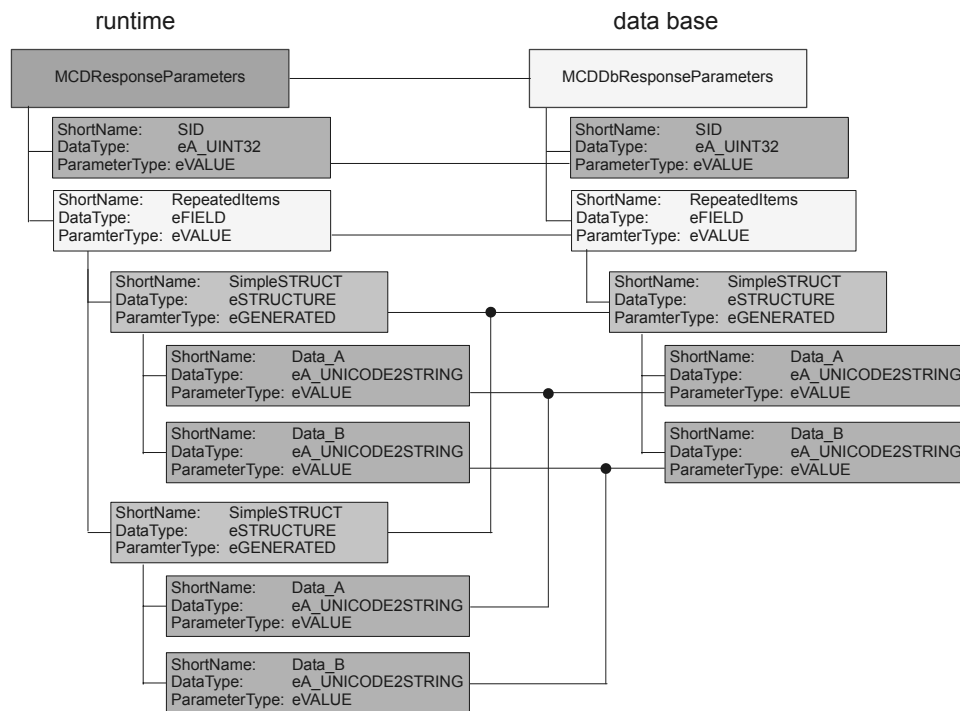 runtime
data base
MCDResponseParameters
MCDDbResponseParameters
ShortName: SID
DataType: eA_UINT32
ParameterType: eVALUE
ShortName: SID
DataType: eA_UINT32
ParameterType: eVALUE
ShortName: RepeatedItems
DataType: eFIELD
ParamterType: eVALUE
ShortName: RepeatedItems
DataType: eFIELD
ParamterType: eVALUE
ShortName: SimpleSTRUCT
DataType: eSTRUCTURE
ParamterType: eGENERATED
ShortName: SimpleSTRUCT
DataType: eSTRUCTURE
ParamterType: eGENERATED
ShortName: Data_A
DataType: eA_UNICODE2STRING
ParameterType: eVALUE
ShortName: Data_A
DataType: eA_UNICODE2STRING
ParameterType: eVALUE
ShortName: Data_B
DataType: eA_UNICODE2STRING
ParameterType: eVALUE
ShortName: Data_B
DataType: eA_UNICODE2STRING
ParameterType: eVALUE
ShortName: SimpleSTRUCT
DataType: eSTRUCTURE
ParamterType: eGENERATED
ShortName: Data_A
DataType: eA_UNICODE2STRING
ParameterType: eVALUE
ShortName: Data_B
DataType: eA_UNICODE2STRING
ParameterType: eVALUE